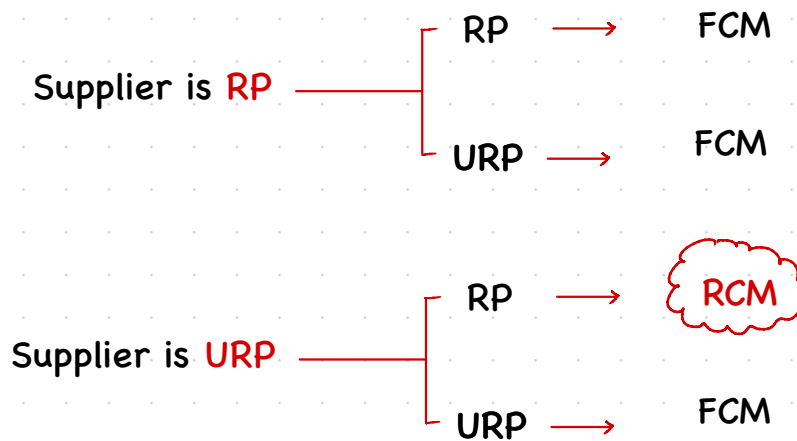 RP FCM
Supplier is RP
URP FCM
RP RCM
Supplier is URP
URP FCM